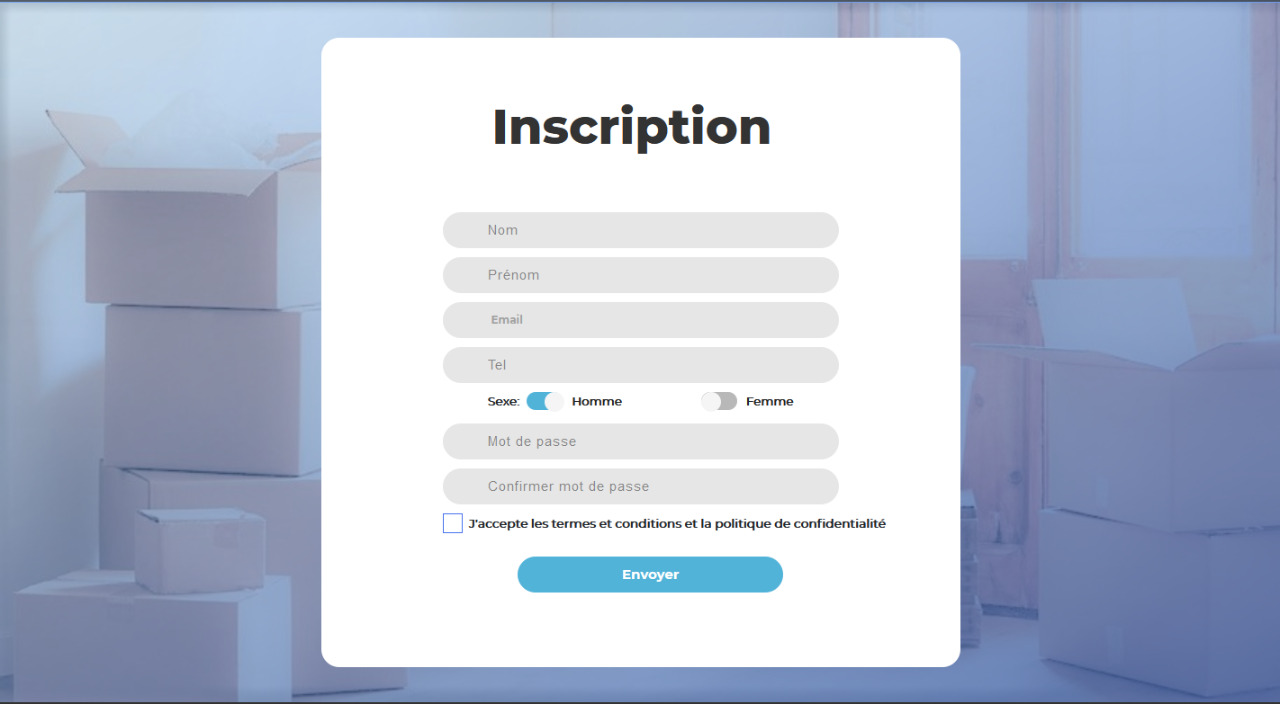 Inscription
Nom
Prénom
Email
Tel
Sexe: Homme Femme
Mot de passe
Confirmer mot de passe
J'accepte les termes et conditions et la politique de confidentialité
Envoyer